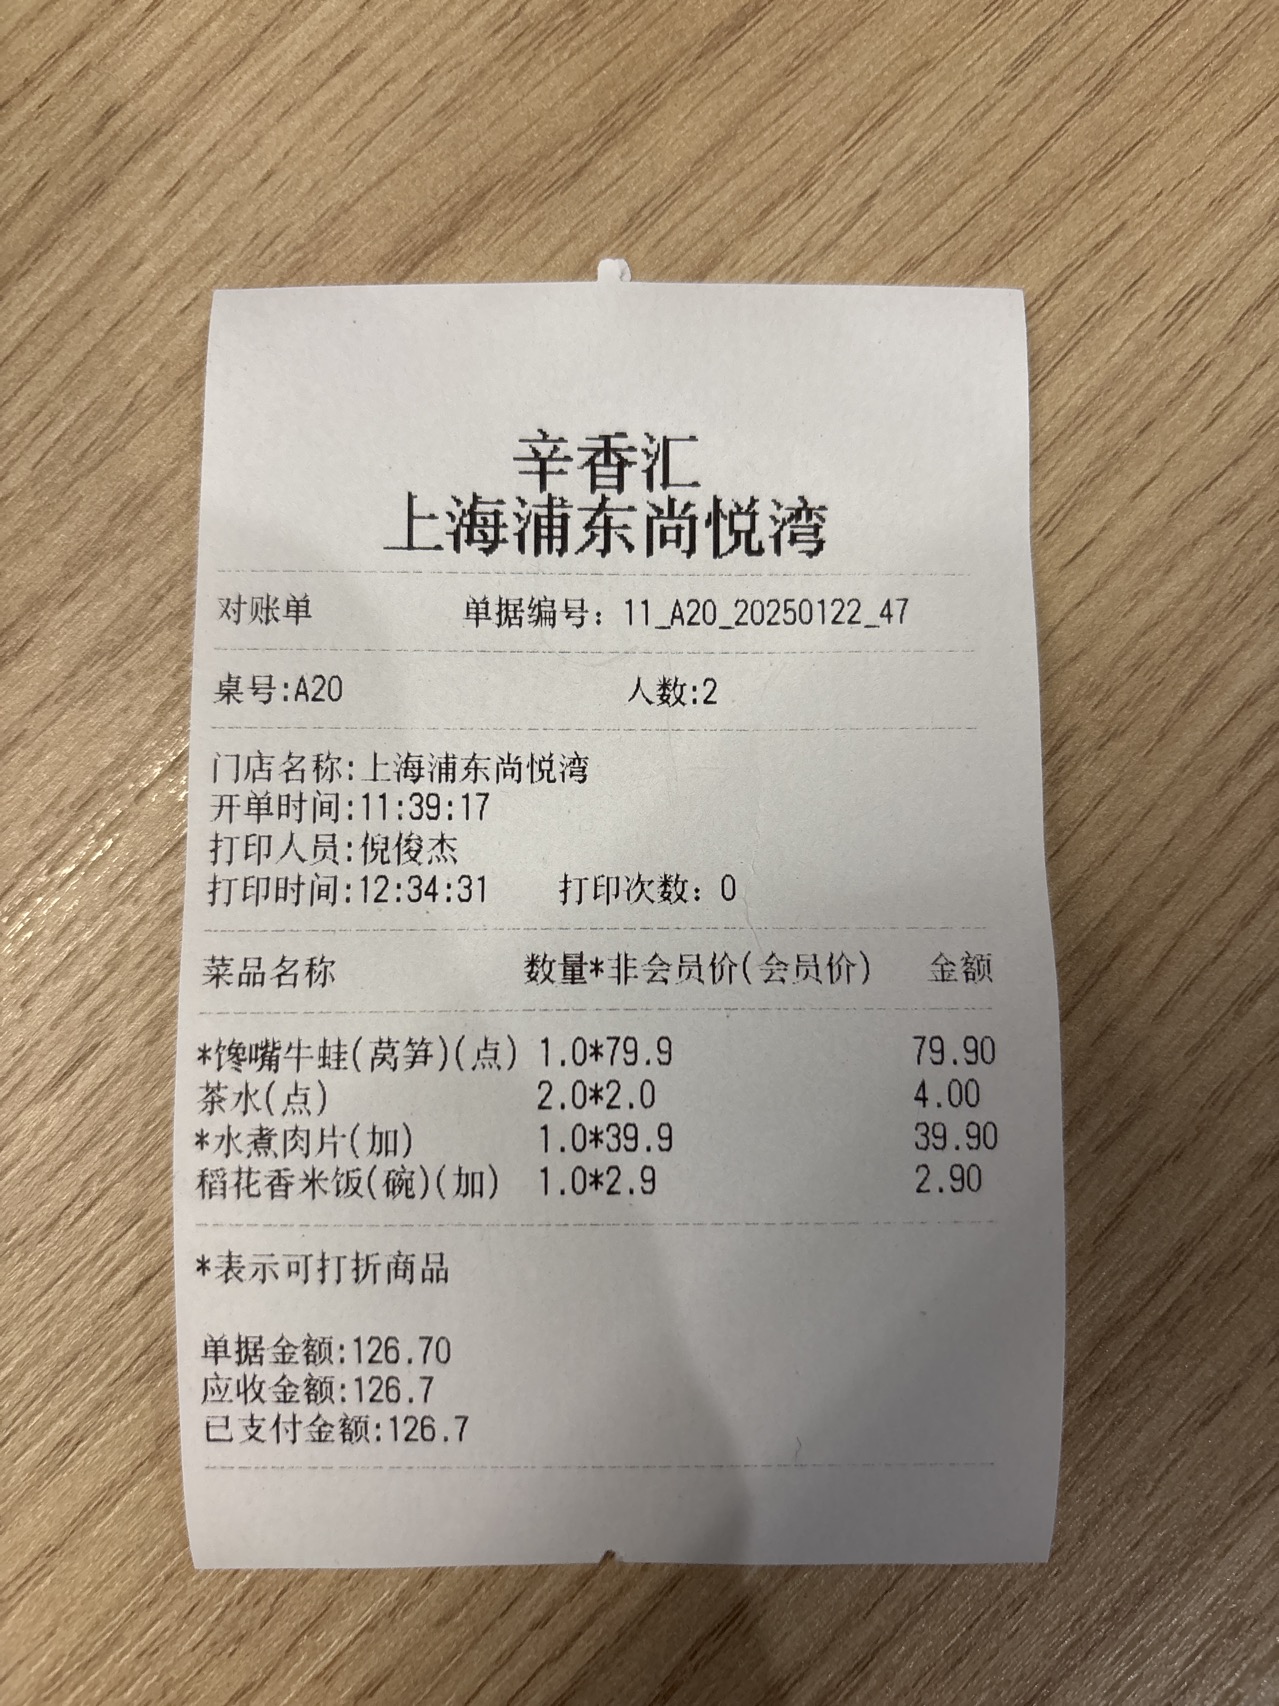 辛香汇
上海浦东尚悦湾
对账单 单据编号：11_A20_20250122_47
桌号:A20 人数:2
门店名称:上海浦东尚悦湾
开单时间:11:39:17
打印人员:倪俊杰
打印时间:12:34:31 打印次数：0
菜品名称 数量*非会员价(会员价) 金额
*馋嘴牛蛙(莴笋)(点) 1.0*79.9 79.90
茶水(点) 2.0*2.0 4.00
*水煮肉片(加) 1.0*39.9 39.90
稻花香米饭(碗)(加) 1.0*2.9 2.90
*表示可打折商品
单据金额:126.70
应收金额:126.7
已支付金额:126.7